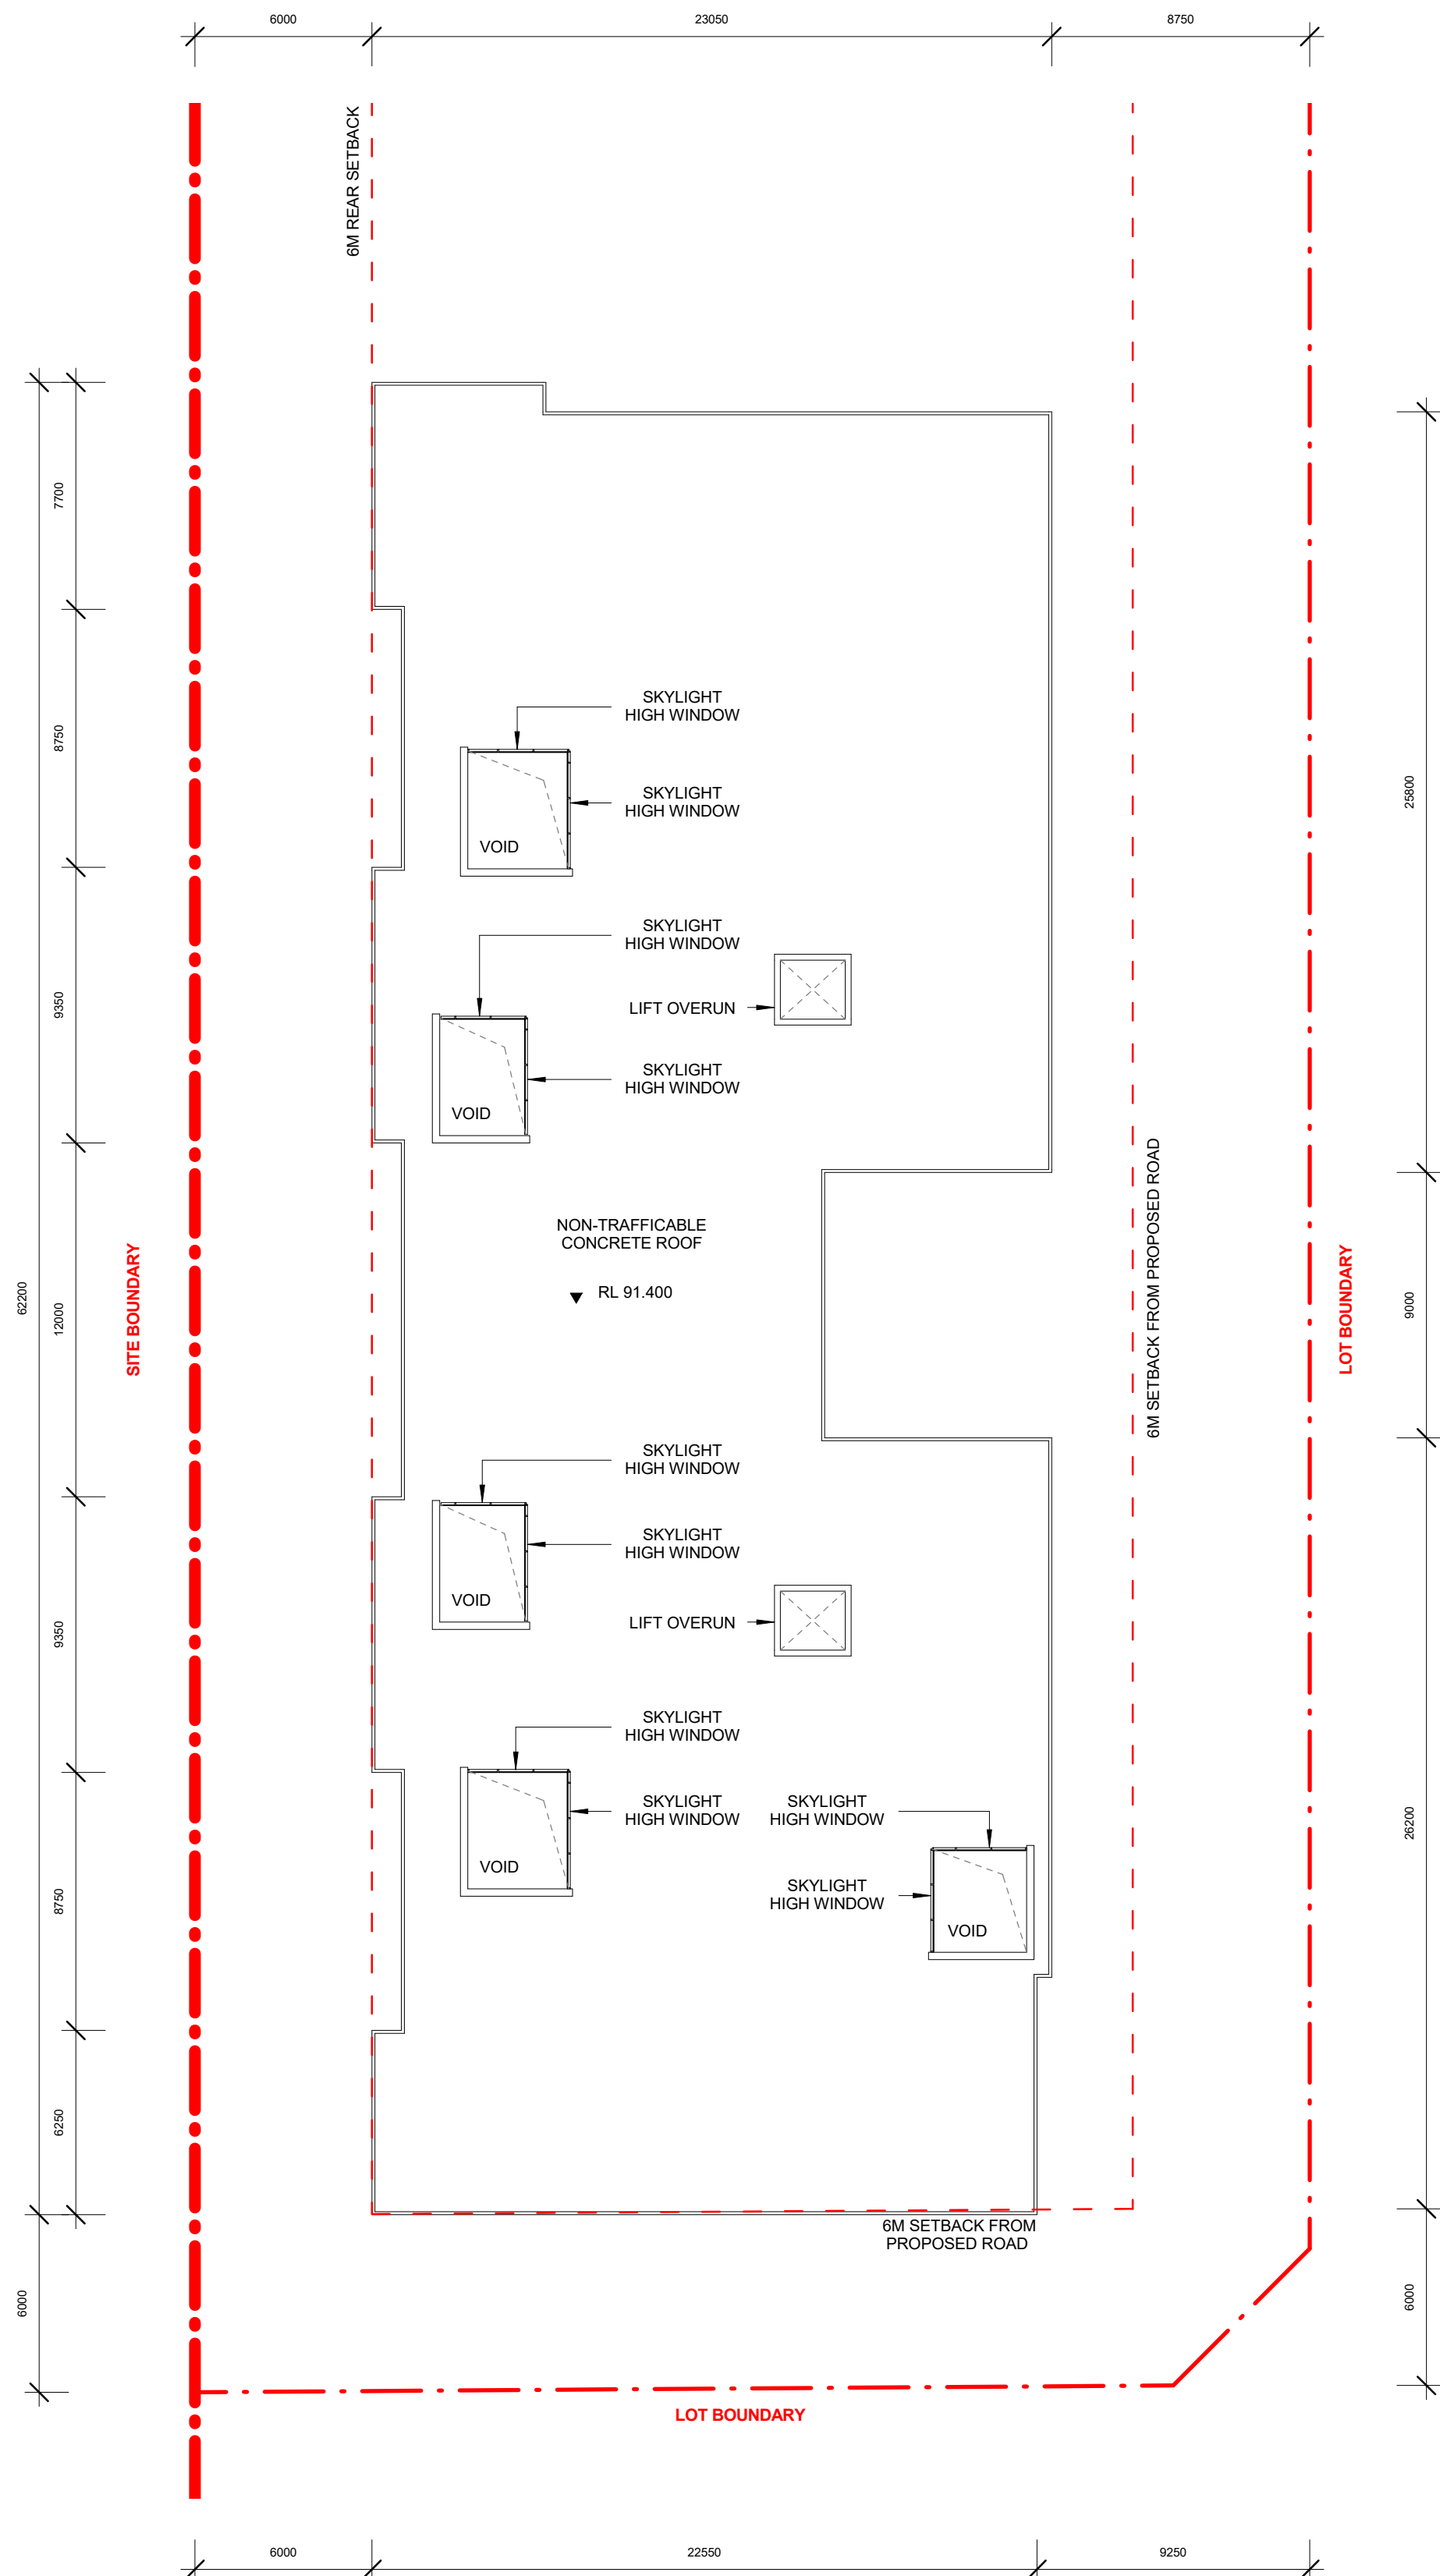 6000
23050
8750
6M REAR SETBACK
7700
8750
9350
12000
9350
8750
6250
62200
6000
SITE BOUNDARY
SKYLIGHT
HIGH WINDOW
SKYLIGHT
HIGH WINDOW
VOID
SKYLIGHT
HIGH WINDOW
LIFT OVERUN
SKYLIGHT
HIGH WINDOW
VOID
NON-TRAFFICABLE
CONCRETE ROOF
RL 91.400
SKYLIGHT
HIGH WINDOW
SKYLIGHT
HIGH WINDOW
VOID
LIFT OVERUN
SKYLIGHT
HIGH WINDOW
SKYLIGHT
HIGH WINDOW
VOID
SKYLIGHT
HIGH WINDOW
SKYLIGHT
HIGH WINDOW
VOID
6M SETBACK FROM PROPOSED ROAD
LOT BOUNDARY
25800
9000
26200
6000
6M SETBACK FROM
PROPOSED ROAD
LOT BOUNDARY
6000
22550
9250